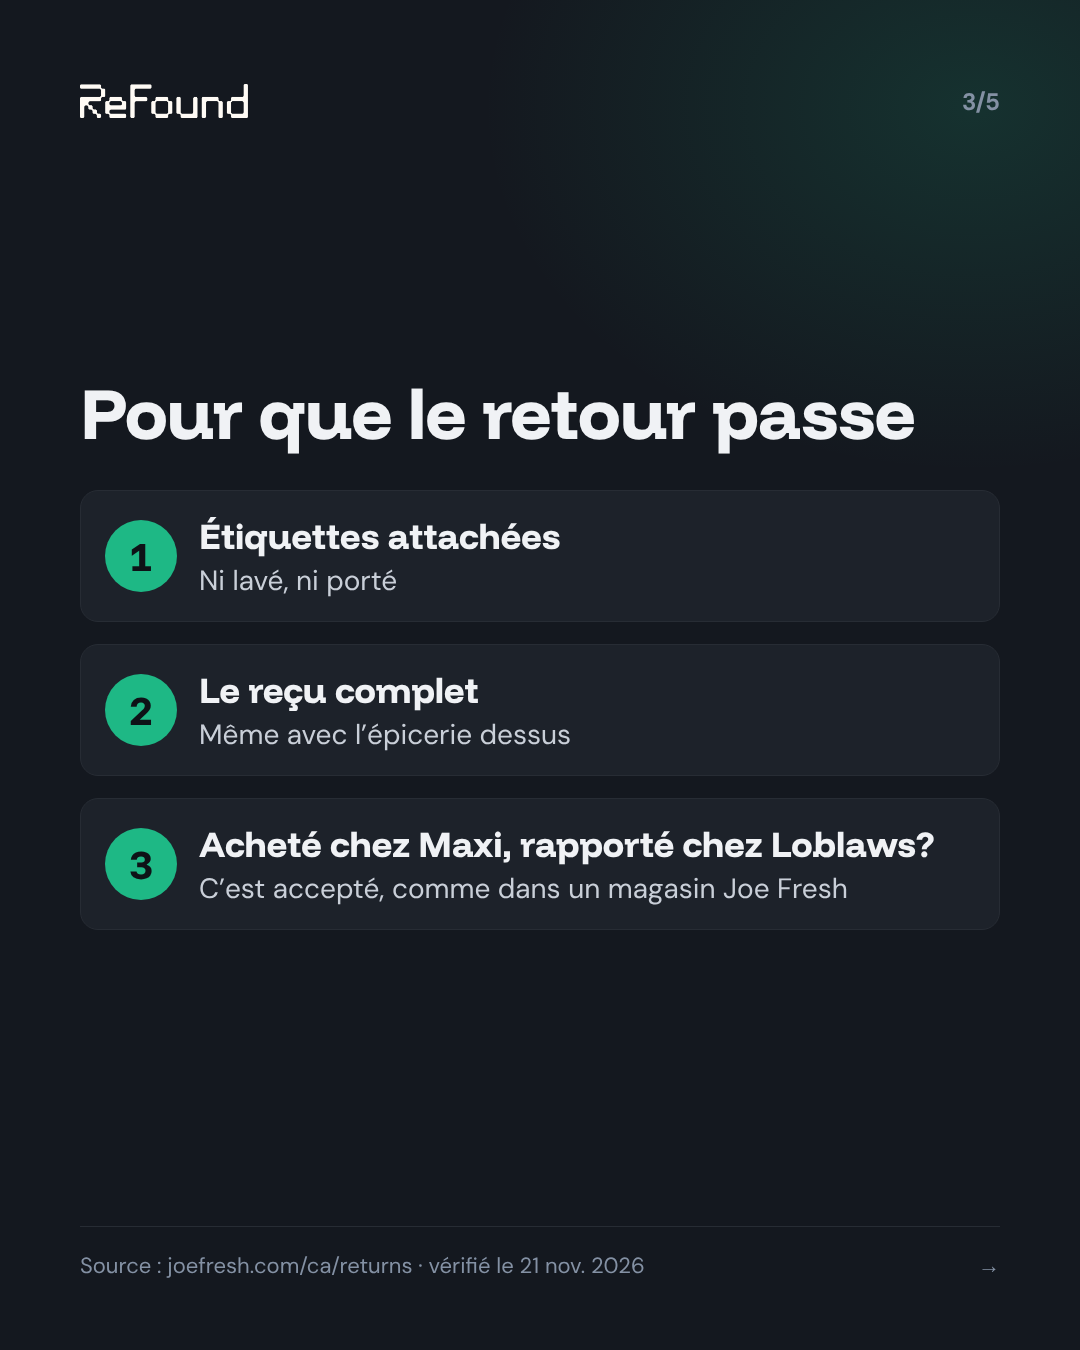 ReFound
3/5
Pour que le retour passe
1
Étiquettes attachées
Ni lavé, ni porté
2
Le reçu complet
Même avec l’épicerie dessus
3
Acheté chez Maxi, rapporté chez Loblaws?
C’est accepté, comme dans un magasin Joe Fresh
Source : joefresh.com/ca/returns · vérifié le 21 nov. 2026
→